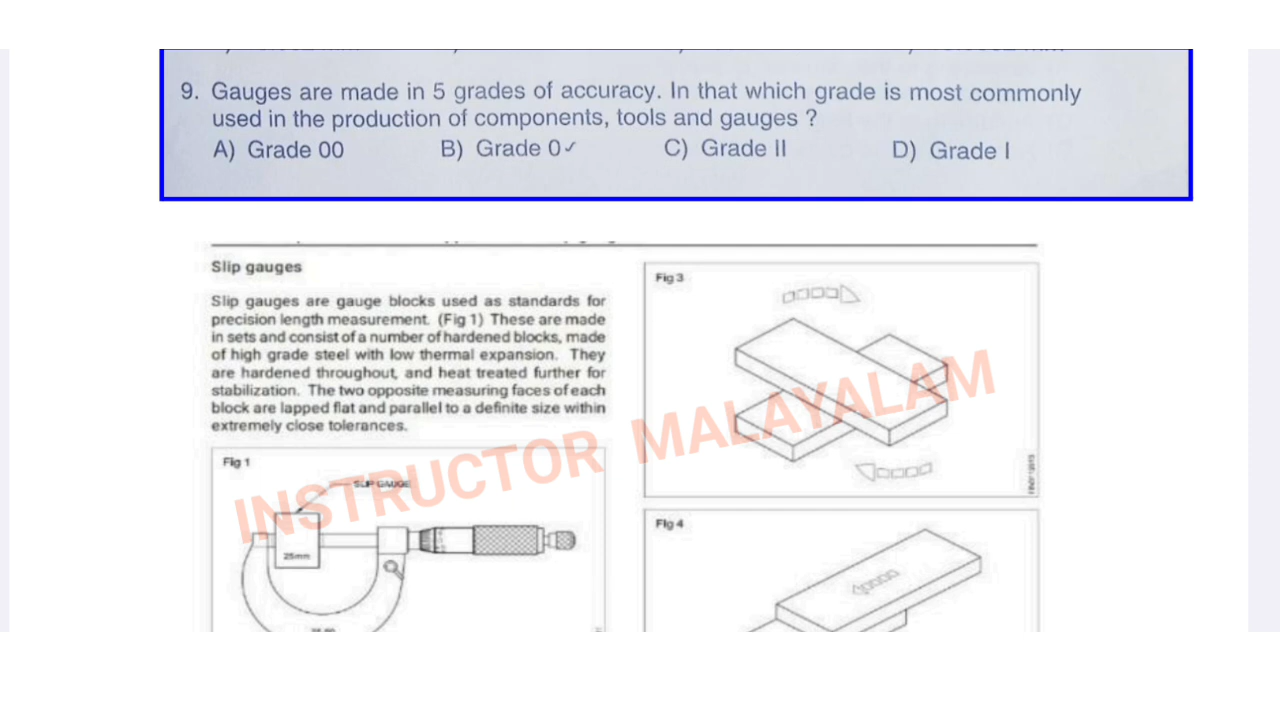 9. Gauges are made in 5 grades of accuracy. In that which grade is most commonly
used in the production of components, tools and gauges ?
A) Grade 00 B) Grade 0✓ C) Grade II D) Grade I
Slip gauges
Slip gauges are gauge blocks used as standards for
precision length measurement. (Fig 1) These are made
in sets and consist of a number of hardened blocks, made
of high grade steel with low thermal expansion. They
are hardened throughout, and heat treated further for
stabilization. The two opposite measuring faces of each
block are lapped flat and parallel to a definite size within
extremely close tolerances.
Fig 1
SLIP GAUGE
25mm
Fig 3
Fig 4
INSTRUCTOR MALAYALAM